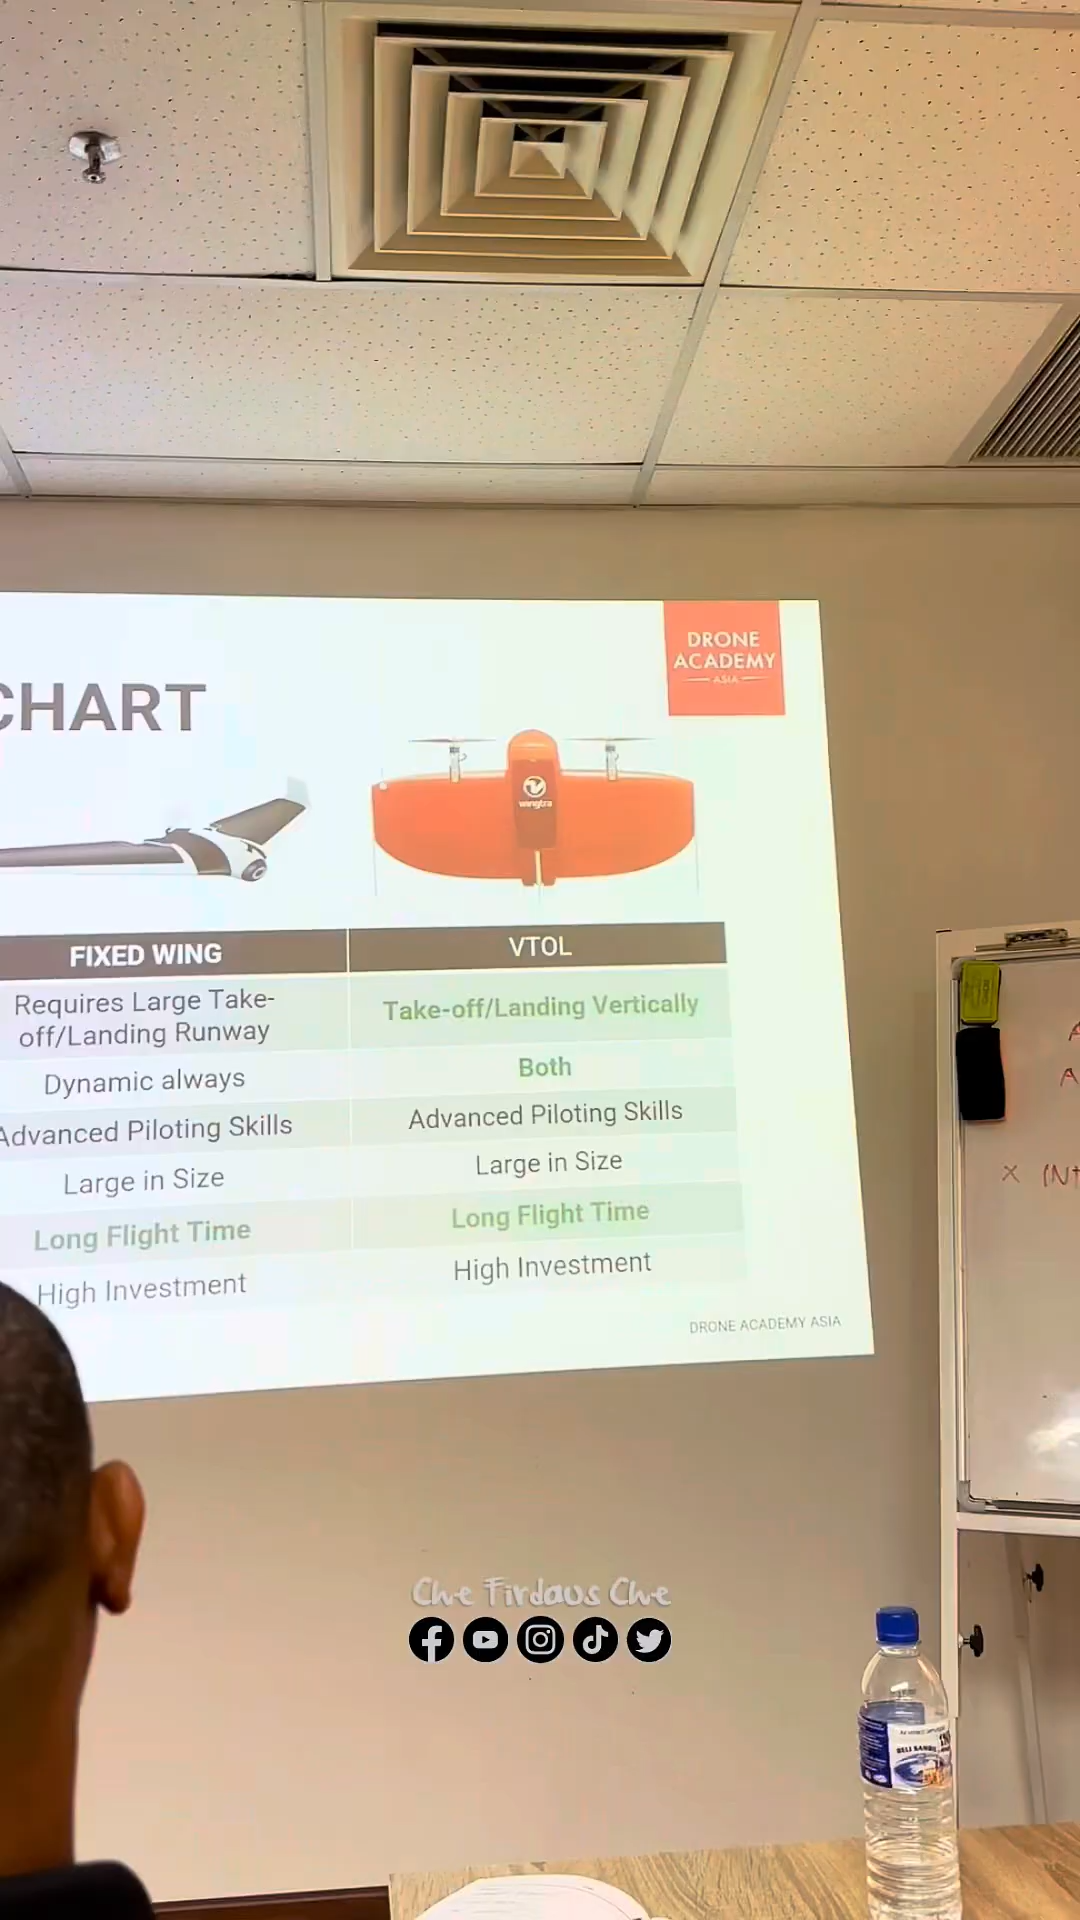 DRONE
ACADEMY
ASIA
CHART
wingtra
FIXED WING
VTOL
Requires Large Take-
off/Landing Runway
Take-off/Landing Vertically
Dynamic always
Both
Advanced Piloting Skills
Advanced Piloting Skills
Large in Size
Large in Size
Long Flight Time
Long Flight Time
High Investment
High Investment
DRONE ACADEMY ASIA
A
X INT
Che Firdaus Che